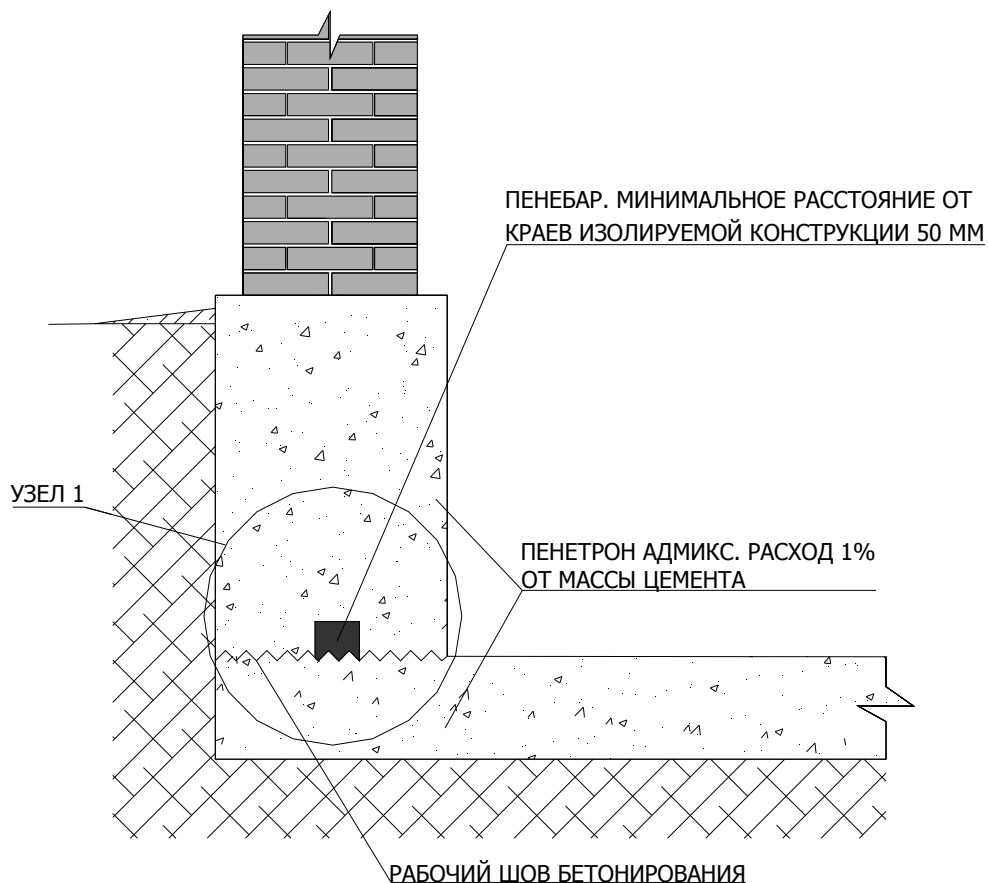 ПЕНЕБАР. МИНИМАЛЬНОЕ РАССТОЯНИЕ ОТ
КРАЕВ ИЗОЛИРУЕМОЙ КОНСТРУКЦИИ 50 ММ
УЗЕЛ 1
ПЕНЕТРОН АДМИКС. РАСХОД 1%
ОТ МАССЫ ЦЕМЕНТА
РАБОЧИЙ ШОВ БЕТОНИРОВАНИЯ